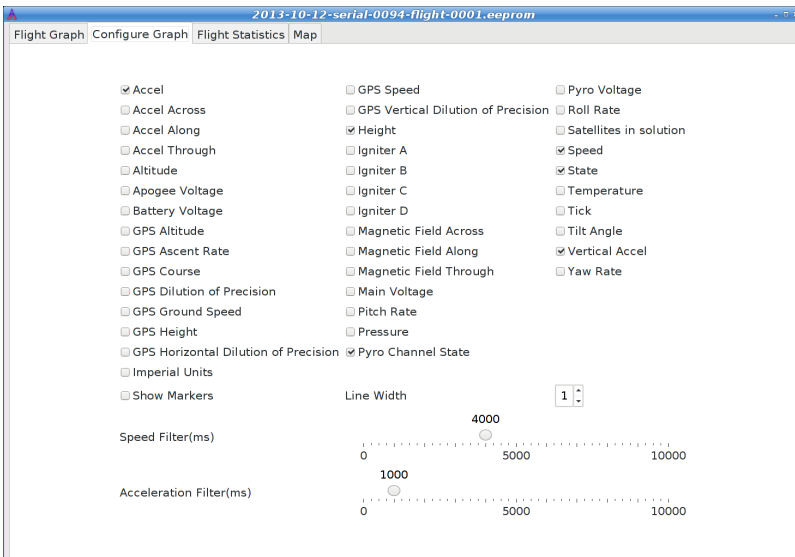 2013-10-12-serial-0094-flight-0001.eeprom
Flight Graph Configure Graph Flight Statistics Map
Accel GPS Speed Pyro Voltage
Accel Across GPS Vertical Dilution of Precision Roll Rate
Accel Along Height Satellites in solution
Accel Through Igniter A Speed
Altitude Igniter B State
Apogee Voltage Igniter C Temperature
Battery Voltage Igniter D Tick
GPS Altitude Magnetic Field Across Tilt Angle
GPS Ascent Rate Magnetic Field Along Vertical Accel
GPS Course Magnetic Field Through Yaw Rate
GPS Dilution of Precision Main Voltage
GPS Ground Speed Pitch Rate
GPS Height Pressure
GPS Horizontal Dilution of Precision Pyro Channel State
Imperial Units
Show Markers Line Width 1
4000
Speed Filter(ms)
0 5000 10000
1000
Acceleration Filter(ms)
0 5000 10000